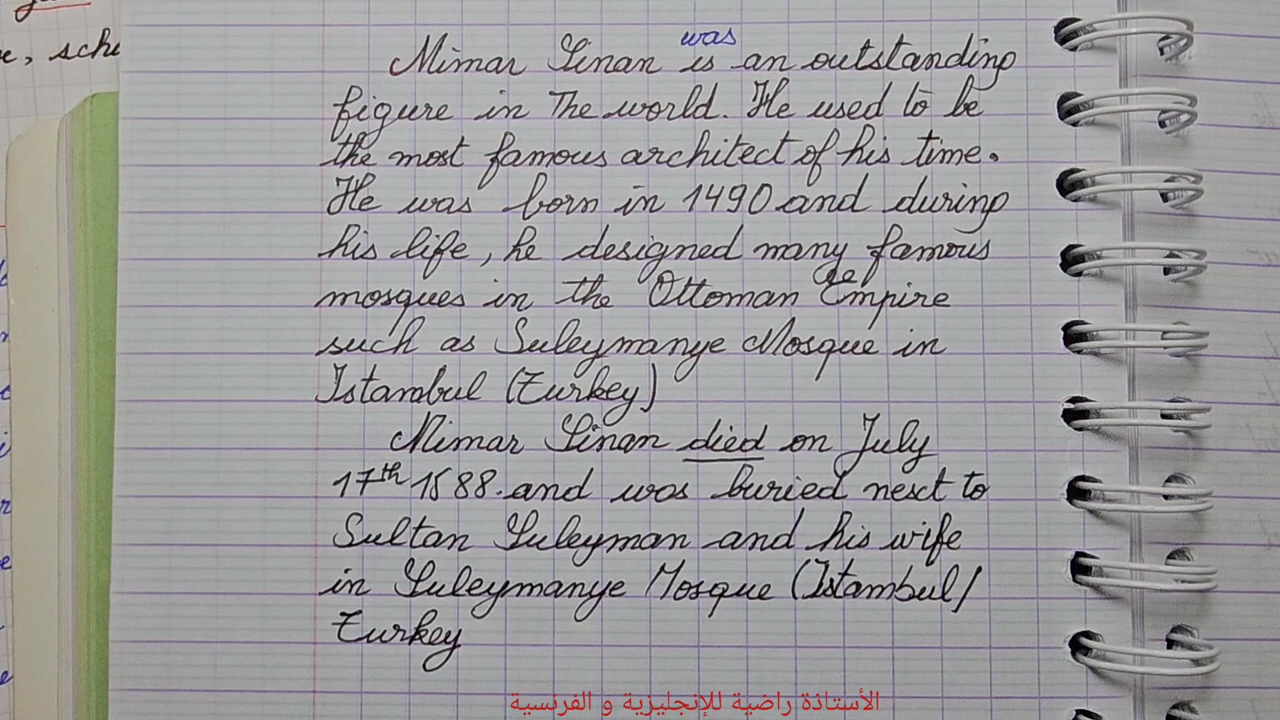 was
Mimar Sinan is an outstanding
figure in The world. He used to be
the most famous architect of his time.
He was born in 1490 and during
his life, he designed many famous
mosques in the Ottoman Empire
such as Suleymanye Mosque in
Istambul (Turkey)
Mimar Sinan died on July
17th 1588. and was buried next to
Sultan Suleyman and his wife
in Suleymanye Mosque (Istambul/
Turkey
الأستاذة راضية للإنجليزية و الفرنسية